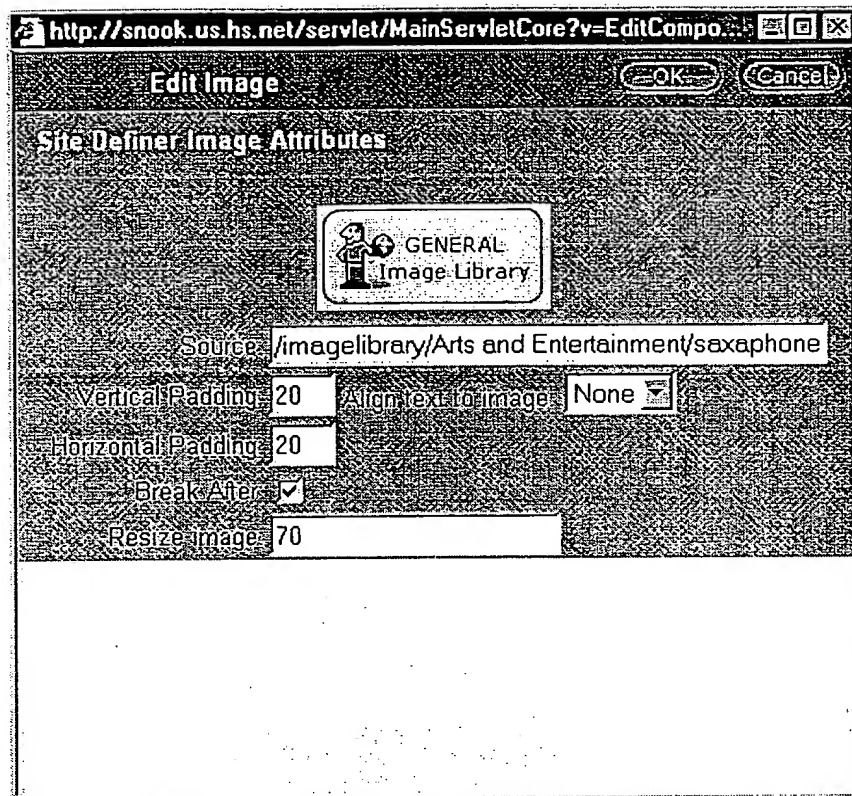 http://snook.us.hs.net/servlet/MainServletCore?v=EditCompo...
Edit Image OK Cancel
Site Definer Image Attributes
GENERAL
Image Library
Source /imagelibrary/Arts and Entertainment/saxaphone
Vertical Padding 20 Align text to image None
Horizontal Padding 20
Break After
Resize image 70